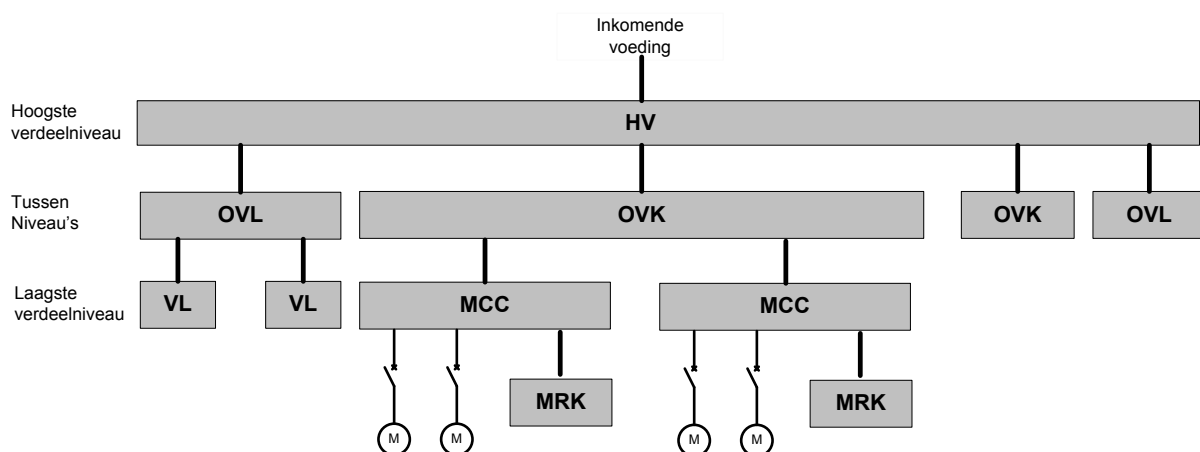 Inkomende
voeding
Hoogste
verdeelniveau
HV
Tussen
Niveau's
OVL
OVK
OVK
OVL
Laagste
verdeelniveau
VL
VL
MCC
MCC
MRK
MRK
M
M
M
M